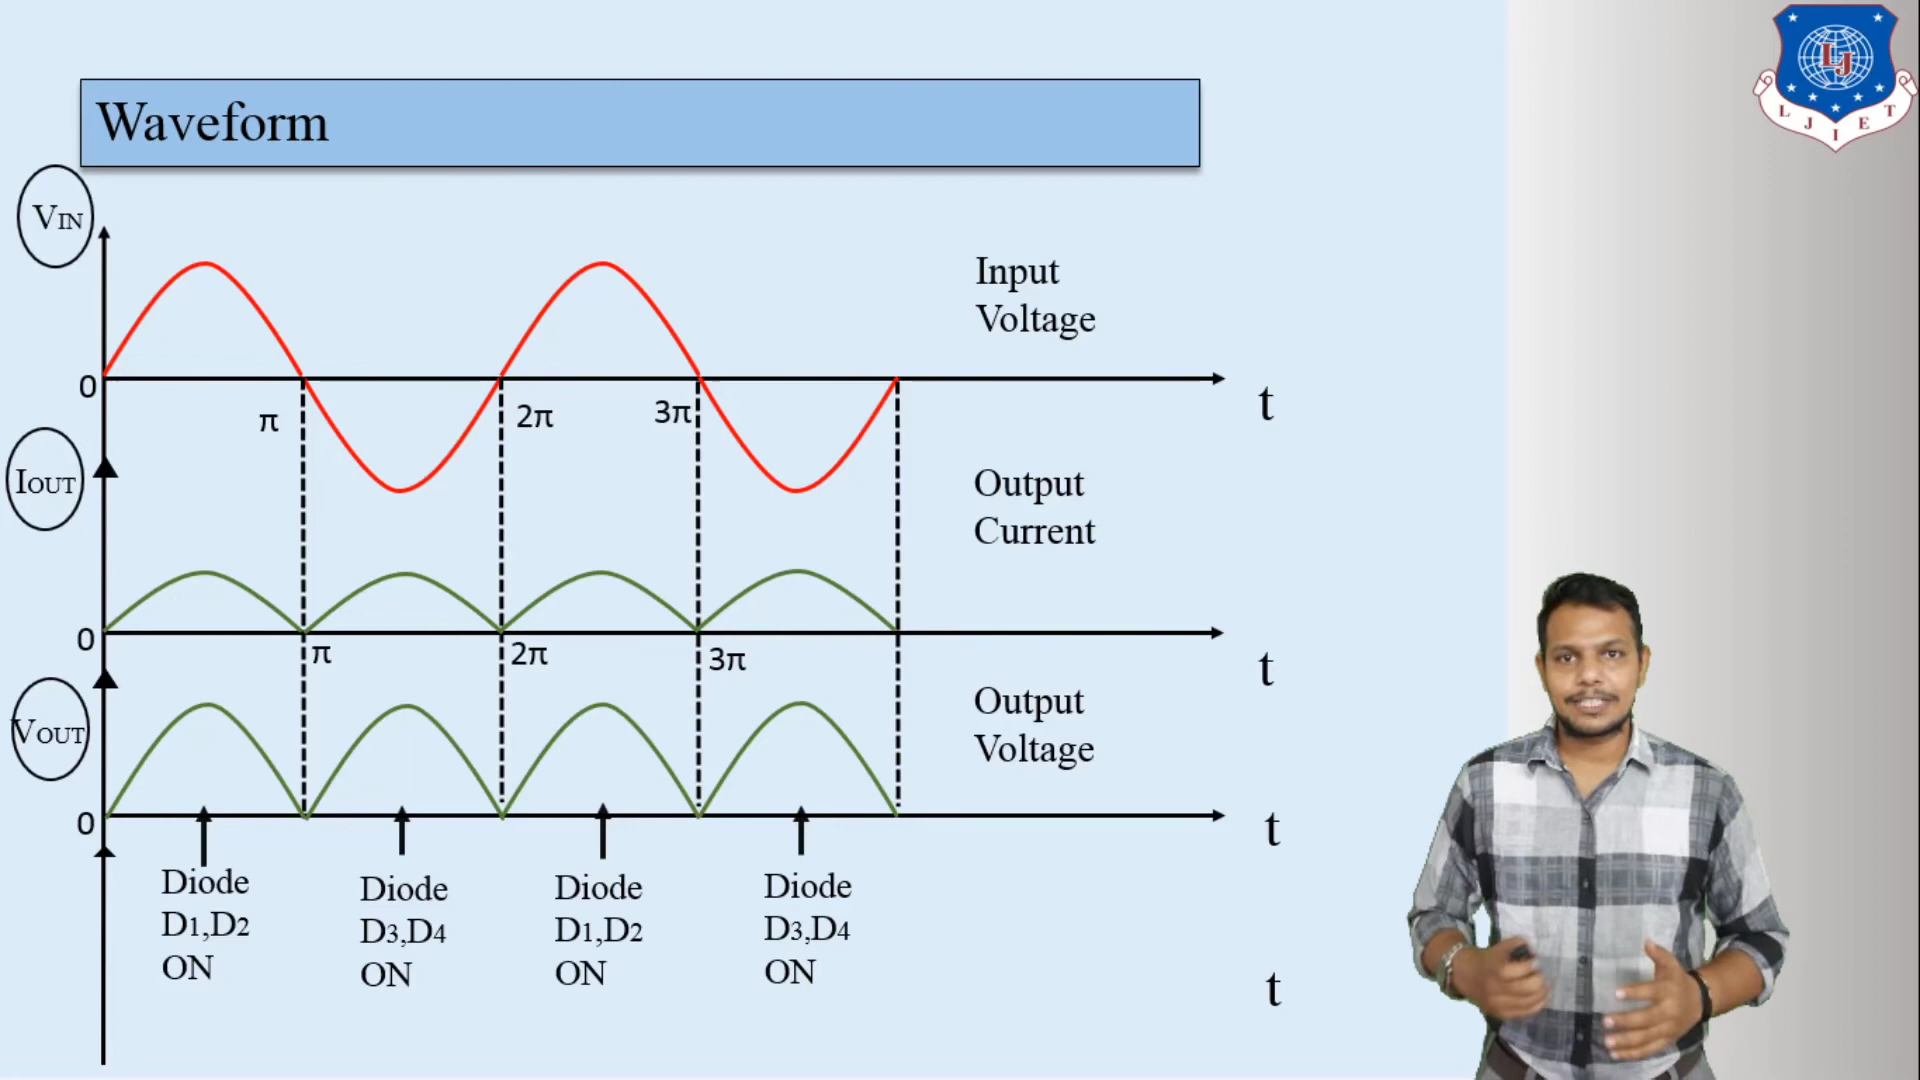 Waveform
VIN
Input
Voltage
0
π
2π
3π
t
IOUT
Output
Current
0
π
2π
3π
t
VOUT
Output
Voltage
0
t
Diode
D1,D2
ON
Diode
D3,D4
ON
Diode
D1,D2
ON
Diode
D3,D4
ON
t
LJ
L J I E T